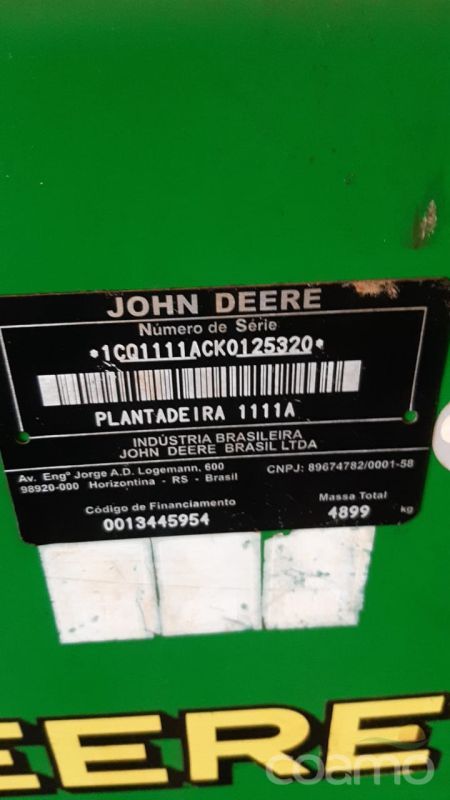 JOHN DEERE
Número de Série
*1CQ1111ACK0125320*
PLANTADEIRA 1111A
INDÚSTRIA BRASILEIRA
JOHN DEERE BRASIL LTDA
Av. Engº Jorge A.D. Logemann, 600
98920-000 Horizontina - RS - Brasil
CNPJ: 89674782/0001-58
Código de Financiamento
0013445954
Massa Total
4899 kg
EERE
coamo